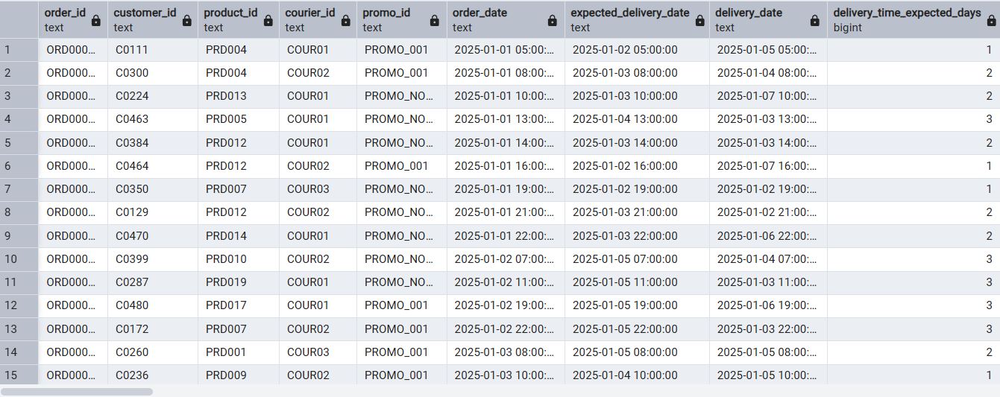 order_id customer_id product_id courier_id promo_id order_date expected_delivery_date delivery_date delivery_time_expected_days
text text text text text text text text bigint
1 ORD000... C0111 PRD004 COUR01 PROMO_001 2025-01-01 05:00:... 2025-01-02 05:00:00 2025-01-05 05:00:... 1
2 ORD000... C0300 PRD004 COUR02 PROMO_001 2025-01-01 08:00:... 2025-01-03 08:00:00 2025-01-04 08:00:... 2
3 ORD000... C0224 PRD013 COUR01 PROMO_NO... 2025-01-01 10:00:... 2025-01-03 10:00:00 2025-01-07 10:00:... 2
4 ORD000... C0463 PRD005 COUR01 PROMO_NO... 2025-01-01 13:00:... 2025-01-04 13:00:00 2025-01-03 13:00:... 3
5 ORD000... C0384 PRD012 COUR01 PROMO_NO... 2025-01-01 14:00:... 2025-01-03 14:00:00 2025-01-03 14:00:... 2
6 ORD000... C0464 PRD012 COUR02 PROMO_001 2025-01-01 16:00:... 2025-01-02 16:00:00 2025-01-07 16:00:... 1
7 ORD000... C0350 PRD007 COUR03 PROMO_NO... 2025-01-01 19:00:... 2025-01-02 19:00:00 2025-01-02 19:00:... 1
8 ORD000... C0129 PRD012 COUR02 PROMO_NO... 2025-01-01 21:00:... 2025-01-03 21:00:00 2025-01-02 21:00:... 2
9 ORD000... C0470 PRD014 COUR01 PROMO_NO... 2025-01-01 22:00:... 2025-01-03 22:00:00 2025-01-06 22:00:... 2
10 ORD000... C0399 PRD010 COUR02 PROMO_NO... 2025-01-02 07:00:... 2025-01-05 07:00:00 2025-01-04 07:00:... 3
11 ORD000... C0287 PRD019 COUR01 PROMO_NO... 2025-01-02 11:00:... 2025-01-05 11:00:00 2025-01-03 11:00:... 3
12 ORD000... C0480 PRD017 COUR01 PROMO_001 2025-01-02 19:00:... 2025-01-05 19:00:00 2025-01-06 19:00:... 3
13 ORD000... C0172 PRD007 COUR02 PROMO_001 2025-01-02 22:00:... 2025-01-05 22:00:00 2025-01-03 22:00:... 3
14 ORD000... C0260 PRD001 COUR03 PROMO_001 2025-01-03 08:00:... 2025-01-05 08:00:00 2025-01-05 08:00:... 2
15 ORD000... C0236 PRD009 COUR02 PROMO_001 2025-01-03 10:00:... 2025-01-04 10:00:00 2025-01-05 10:00:... 1